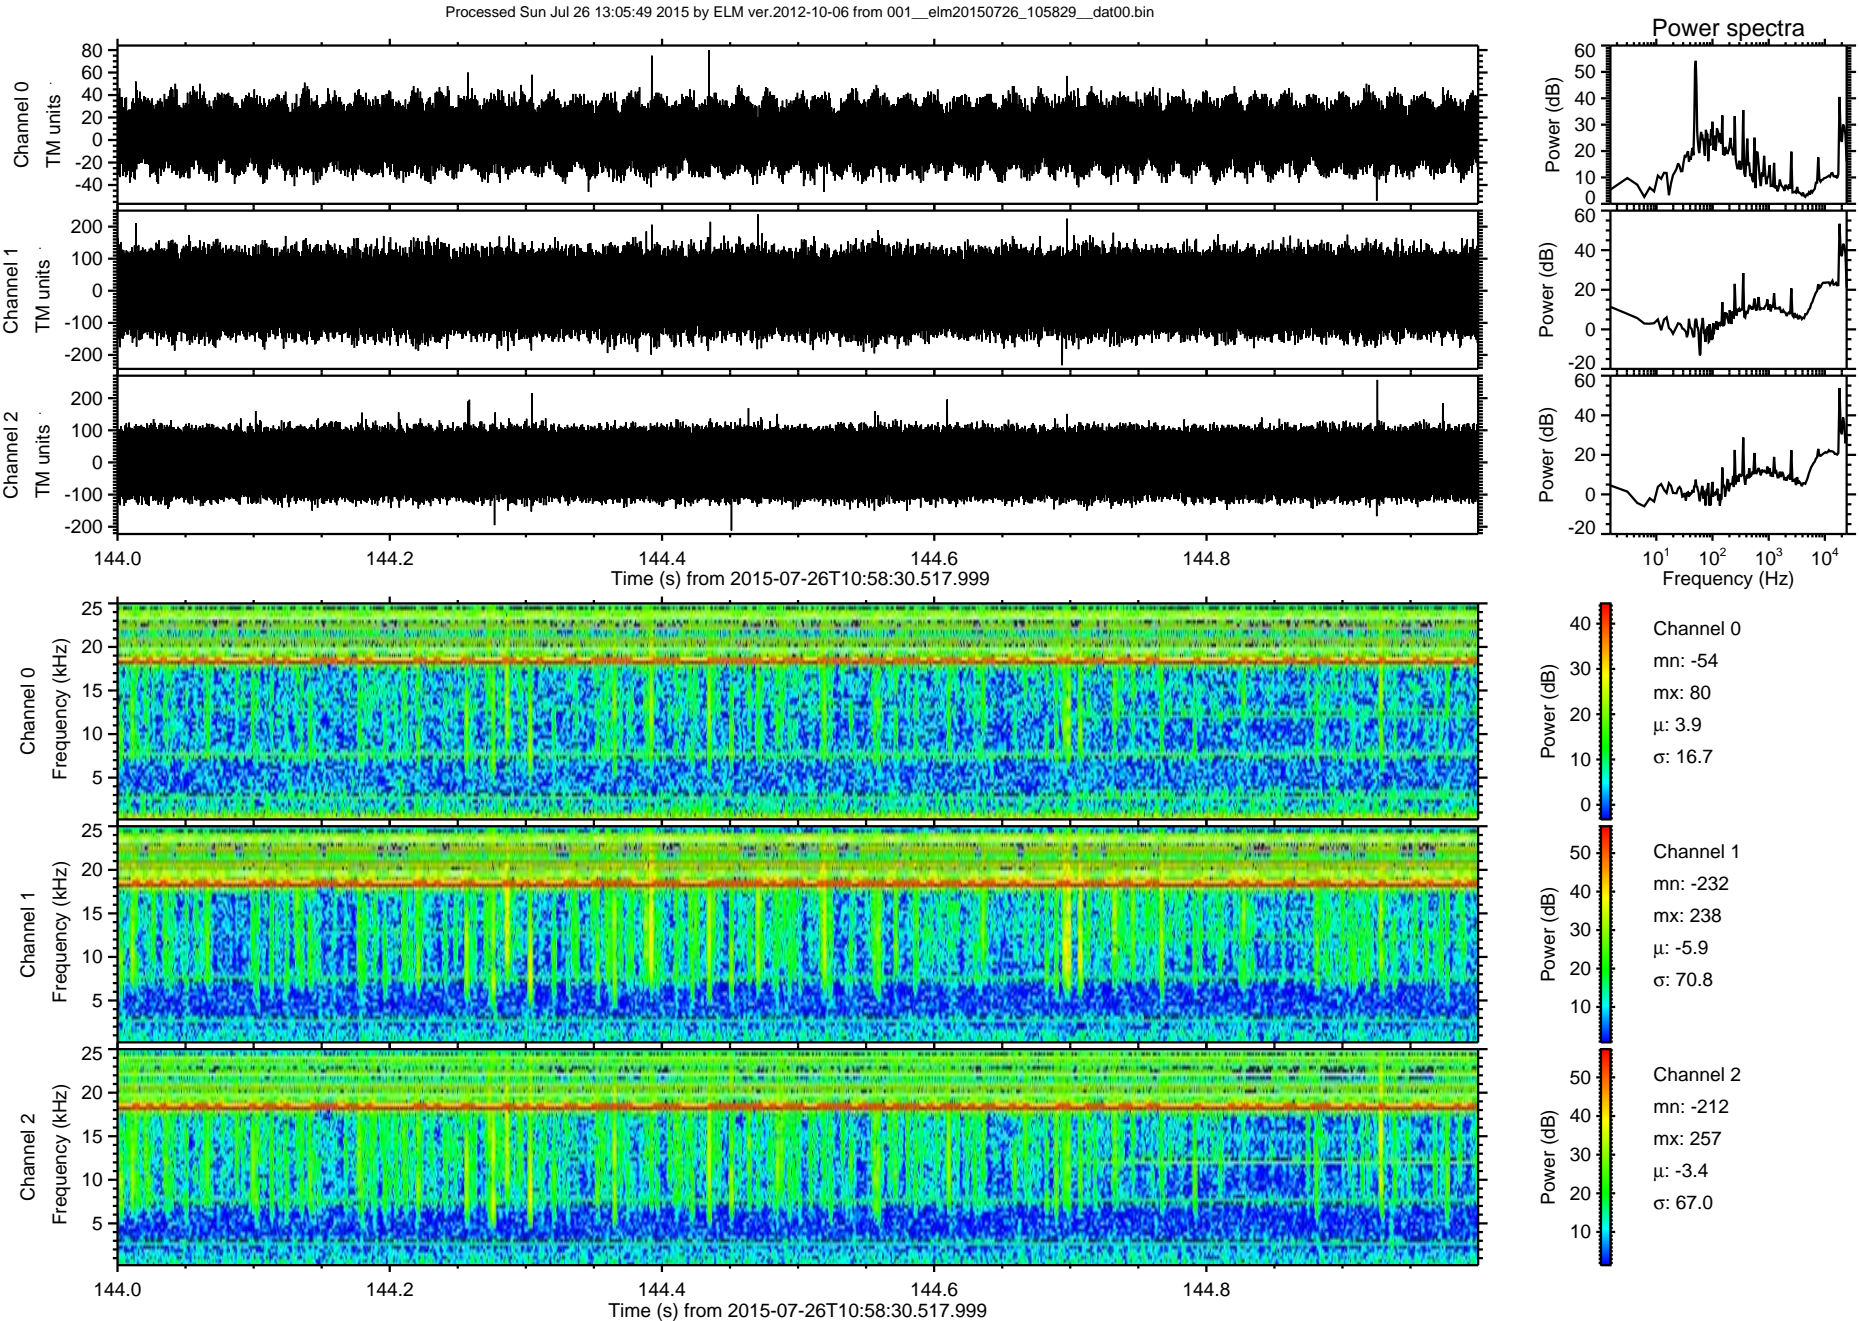 Processed Sun Jul 26 13:05:49 2015 by ELM ver.2012-10-06 from 001__elm20150726_105829__dat00.bin
Power spectra
Channel 0
TM units
80
60
40
20
0
-20
-40
Power (dB)
60
50
40
30
20
10
0
Channel 1
TM units
200
100
0
-100
-200
Power (dB)
60
40
20
0
-20
Channel 2
TM units
200
100
0
-100
-200
Power (dB)
60
40
20
0
-20
144.0 144.2 144.4 144.6 144.8
Time (s) from 2015-07-26T10:58:30.517.999
10¹ 10² 10³ 10⁴
Frequency (Hz)
Channel 0
Frequency (kHz)
25
20
15
10
5
Power (dB)
40
30
20
10
0
Channel 0
mn: -54
mx: 80
μ: 3.9
σ: 16.7
Channel 1
Frequency (kHz)
25
20
15
10
5
Power (dB)
50
40
30
20
10
Channel 1
mn: -232
mx: 238
μ: -5.9
σ: 70.8
Channel 2
Frequency (kHz)
25
20
15
10
5
Power (dB)
50
40
30
20
10
Channel 2
mn: -212
mx: 257
μ: -3.4
σ: 67.0
144.0 144.2 144.4 144.6 144.8
Time (s) from 2015-07-26T10:58:30.517.999